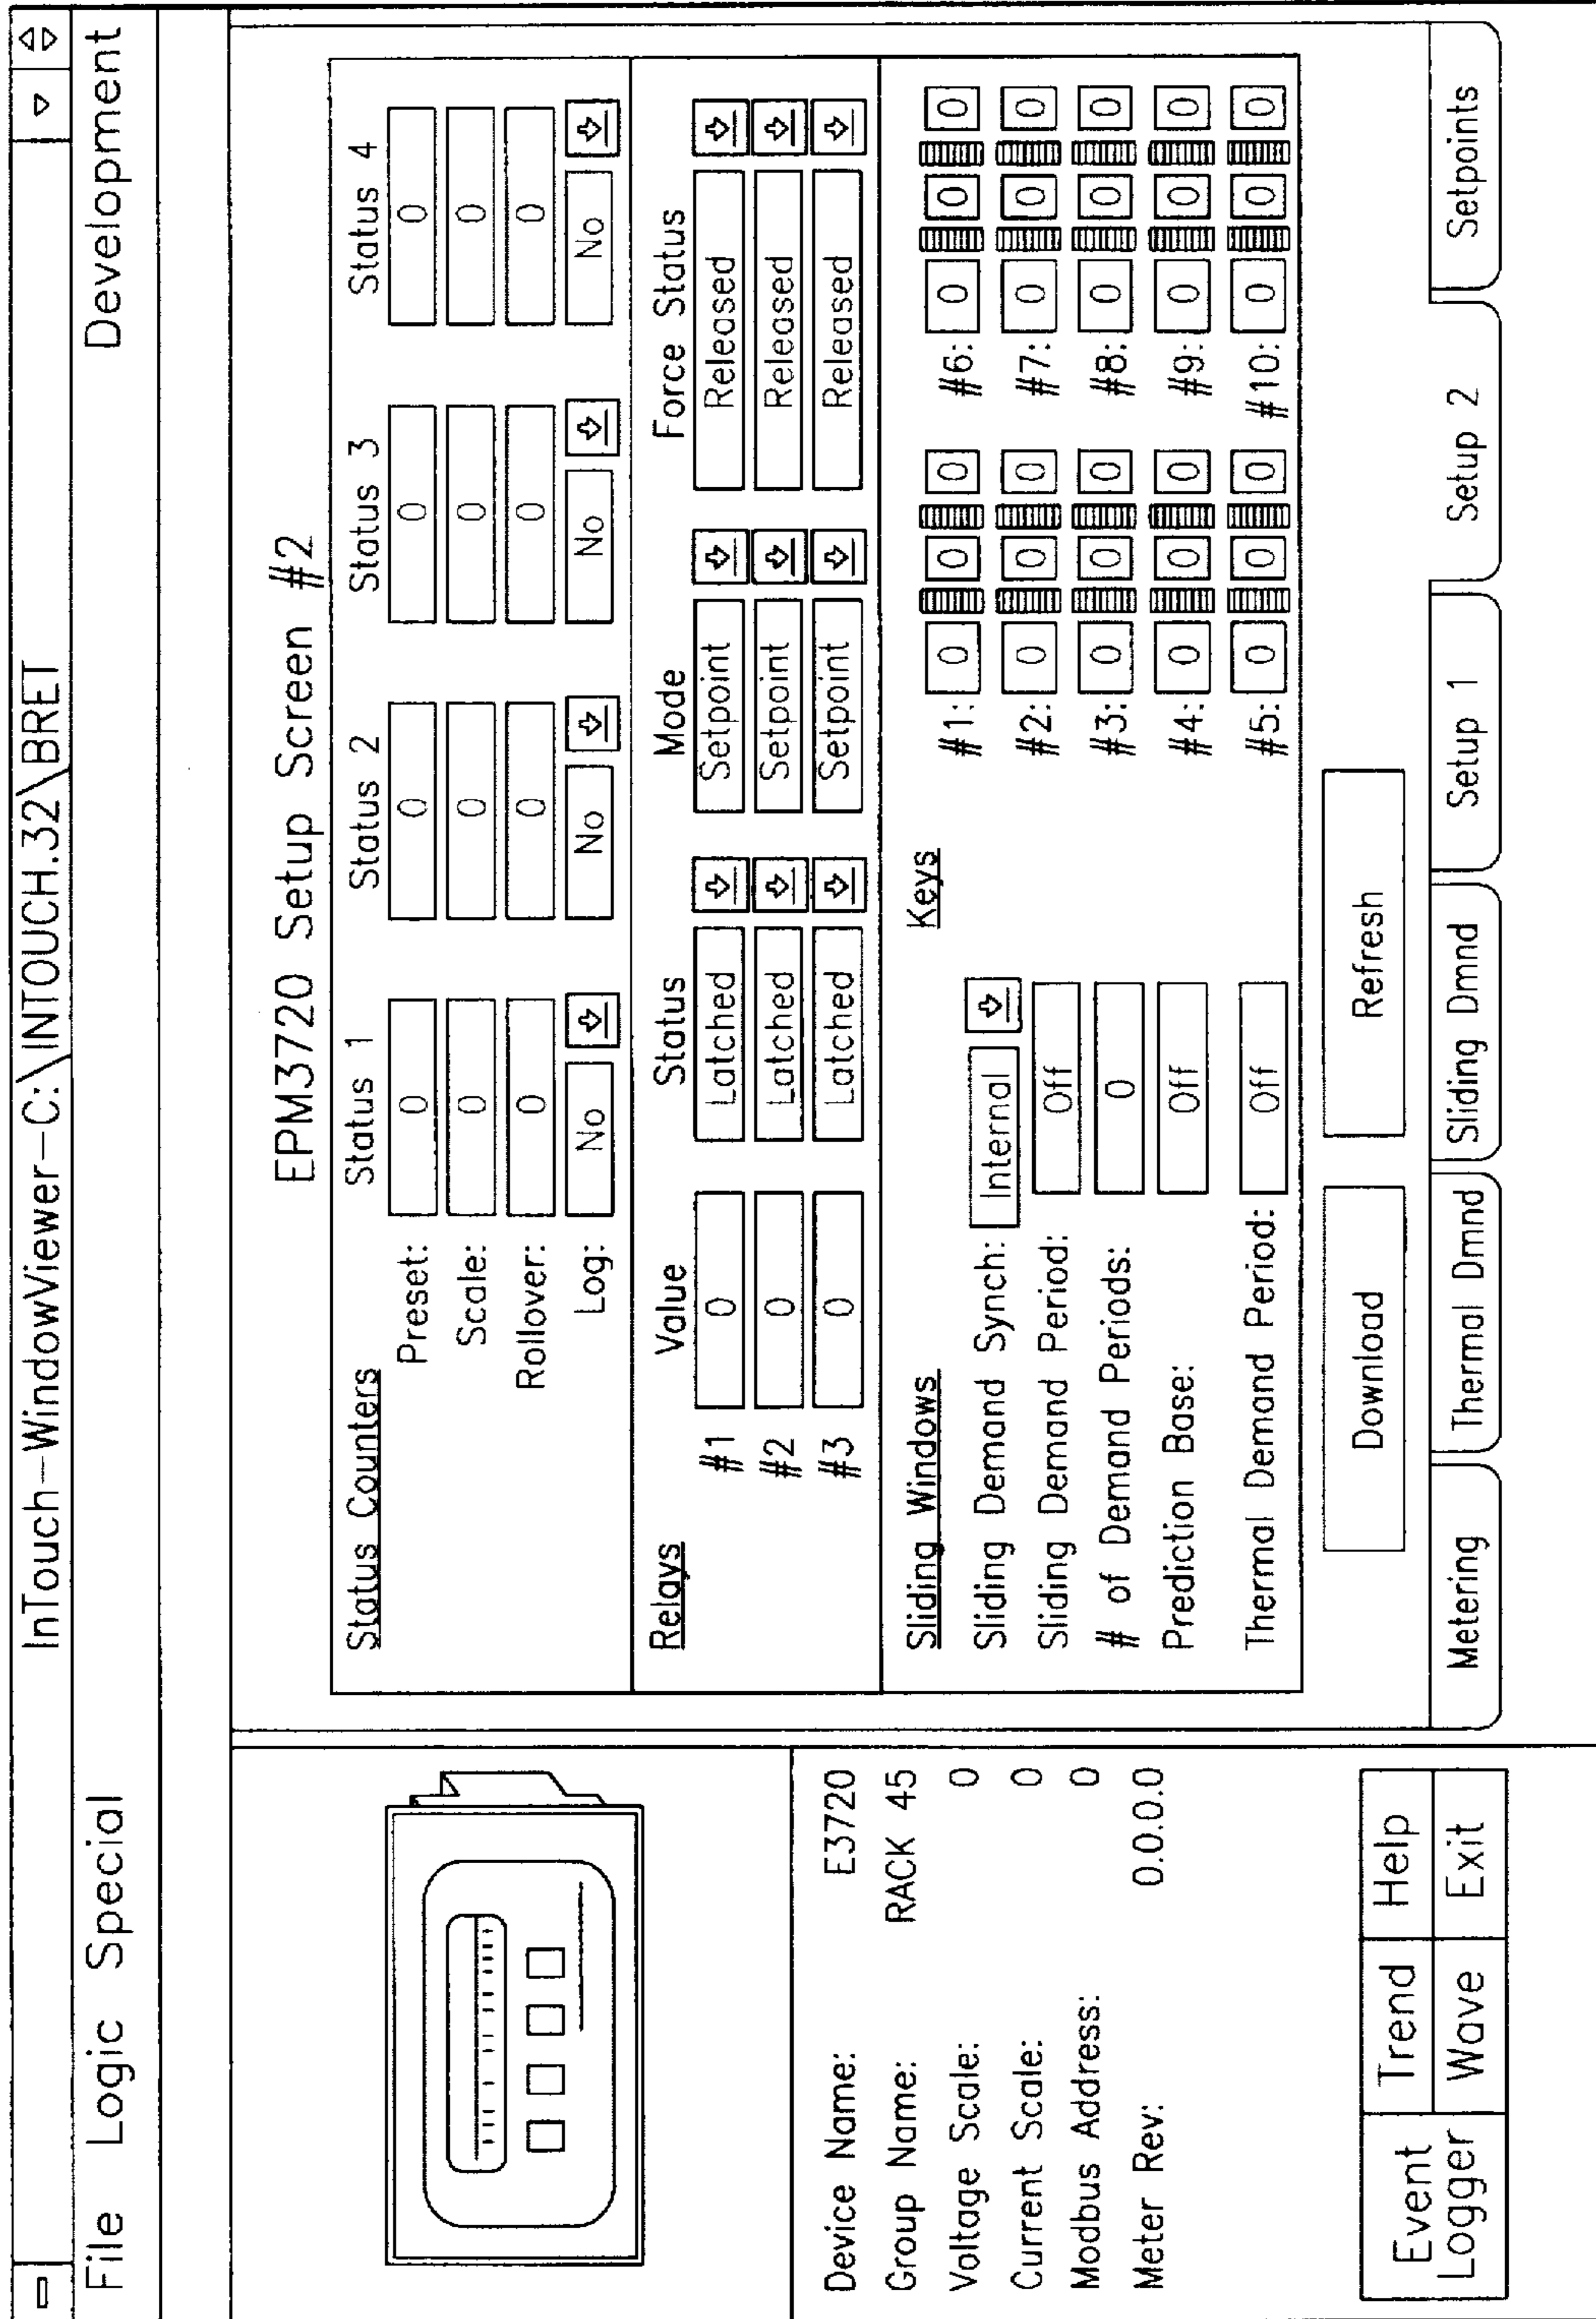 InTouch-WindowViewer-C:\INTOUCH.32\BRET
File Logic Special Development
EPM3720 Setup Screen #2
Status Counters Status 1 Status 2 Status 3 Status 4
Preset: 0 0 0 0
Scale: 0 0 0 0
Rollover: 0 0 0 0
Log: No No No No
Relays Value Status Mode Force Status
#1 0 Latched Setpoint Released
#2 0 Latched Setpoint Released
#3 0 Latched Setpoint Released
Sliding Windows Keys
Sliding Demand Synch: Internal #1: 0 0 0 #6: 0 0 0
Sliding Demand Period: Off #2: 0 0 0 #7: 0 0 0
# of Demand Periods: 0 #3: 0 0 0 #8: 0 0 0
Prediction Base: Off #4: 0 0 0 #9: 0 0 0
Thermal Demand Period: Off #5: 0 0 0 #10: 0 0 0
Download Refresh
Metering Thermal Dmnd Sliding Dmnd Setup 1 Setup 2 Setpoints
Device Name: E3720
Group Name: RACK 45
Voltage Scale: 0
Current Scale: 0
Modbus Address: 0
Meter Rev: 0.0.0.0
Event Logger Trend Help
Wave Exit